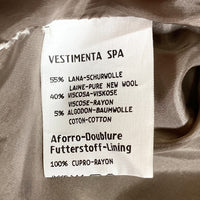 VESTIMENTA SPA
55% LANA-SCHURWOLLE
LAINE-PURE NEW WOOL
40% VISCOSA-VISKOSE
VISCOSE-RAYON
5% ALGODON-BAUMWOLLE
COTON-COTTON
Aforro-Doublure
Futterstoff-Lining
100% CUPRO-RAYON